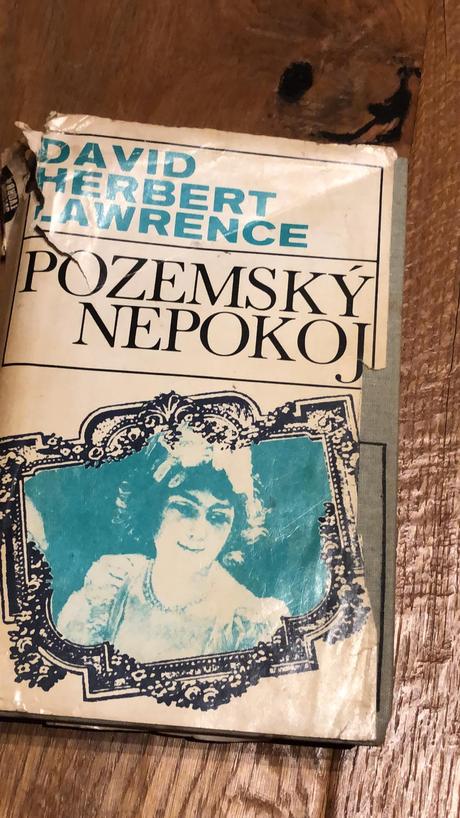 DAVID
HERBERT
LAWRENCE
POZEMSKÝ
NEPOKOJ